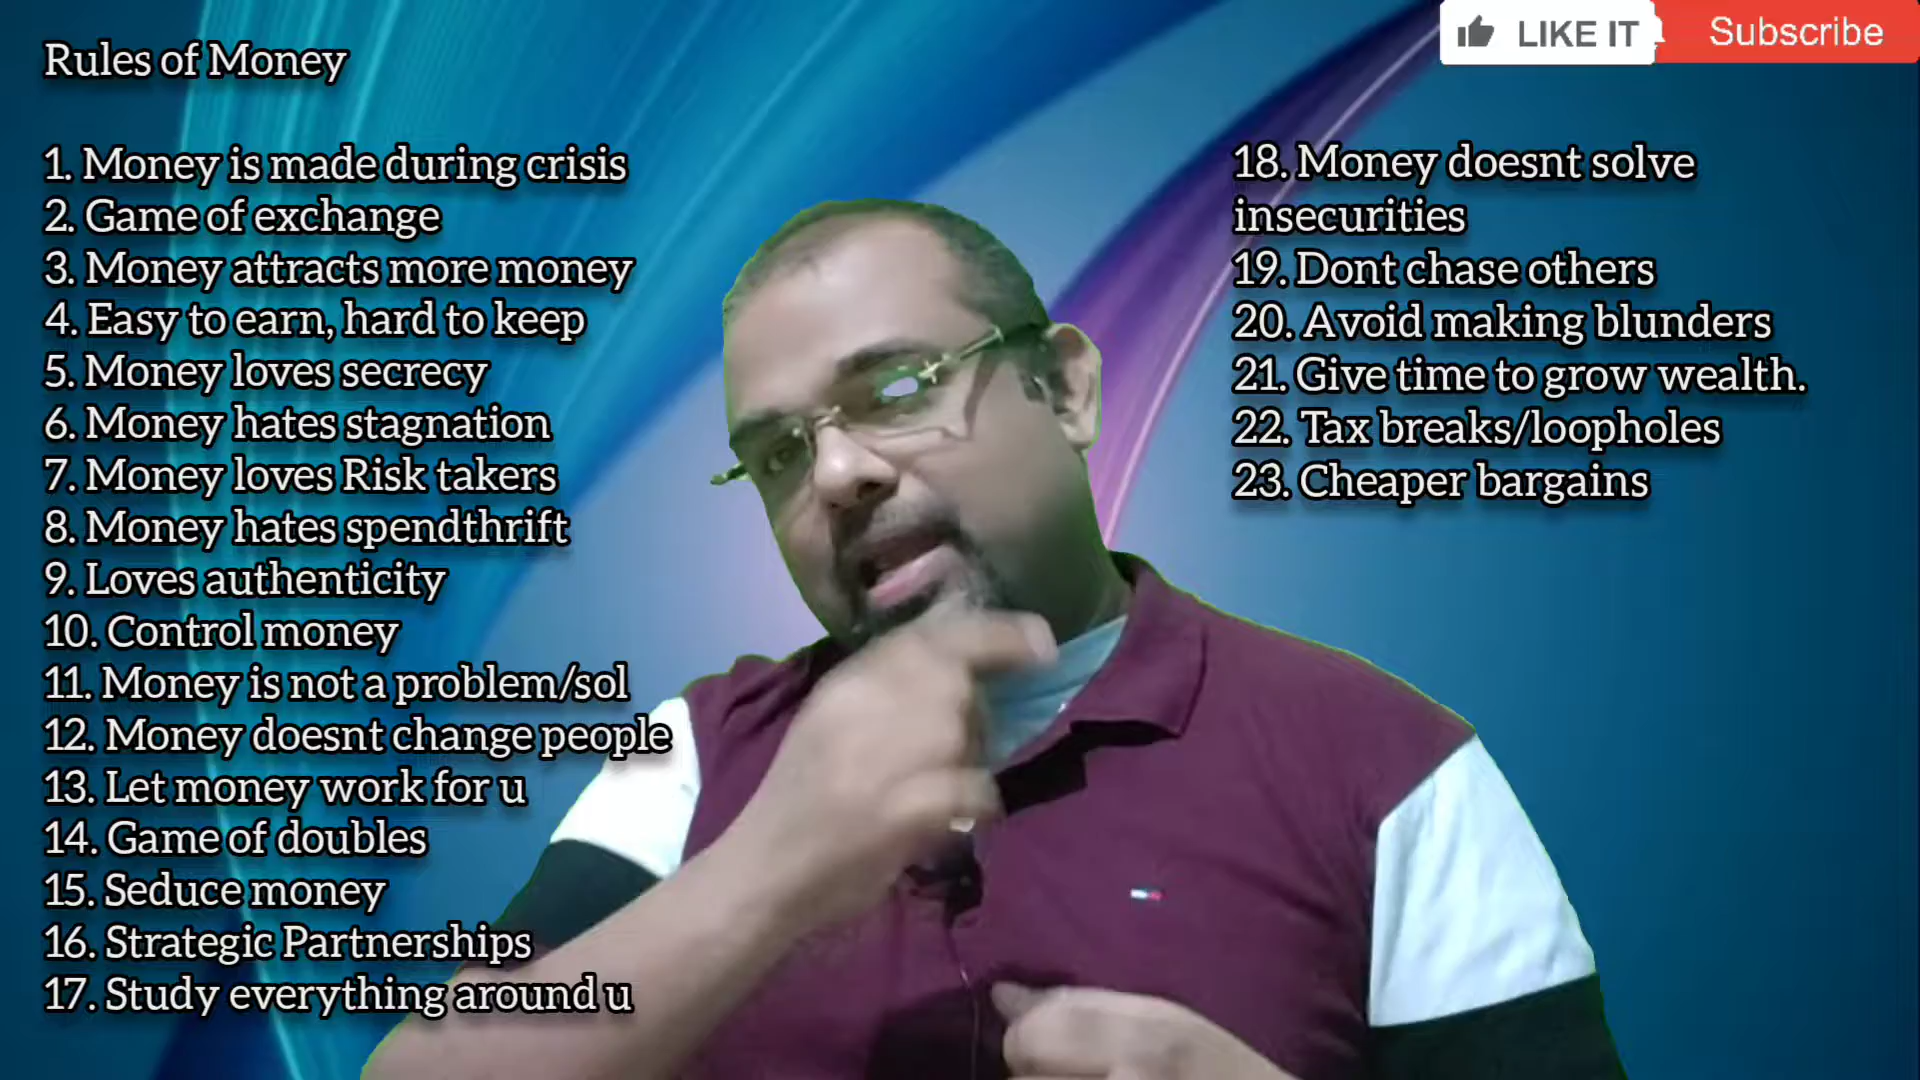 Rules of Money
1. Money is made during crisis
2. Game of exchange
3. Money attracts more money
4. Easy to earn, hard to keep
5. Money loves secrecy
6. Money hates stagnation
7. Money loves Risk takers
8. Money hates spendthrift
9. Loves authenticity
10. Control money
11. Money is not a problem/sol
12. Money doesnt change people
13. Let money work for u
14. Game of doubles
15. Seduce money
16. Strategic Partnerships
17. Study everything around u
LIKE IT
Subscribe
18. Money doesnt solve
insecurities
19. Dont chase others
20. Avoid making blunders
21. Give time to grow wealth.
22. Tax breaks/loopholes
23. Cheaper bargains